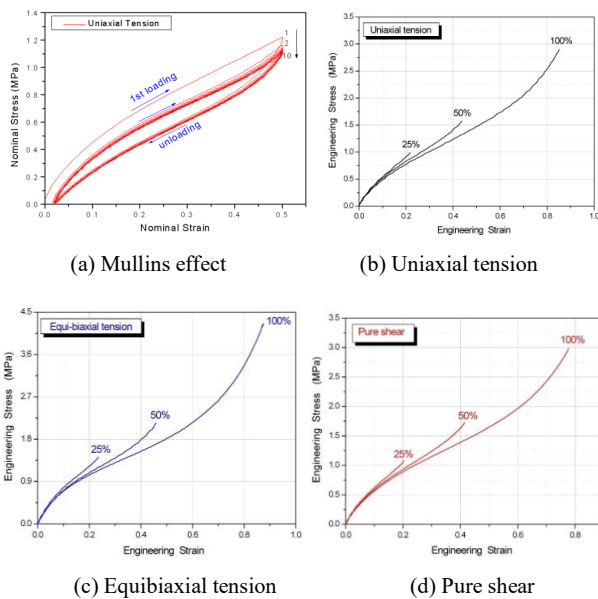 Uniaxial Tension
1
2
10
1st loading
unloading
1.4
1.2
1.0
0.8
0.6
0.4
0.2
0.0
0.0 0.1 0.2 0.3 0.4 0.5
Nominal Stress (MPa)
Nominal Strain
(a) Mullins effect
Uniaxial tension
100%
50%
25%
3.5
3.0
2.5
2.0
1.5
1.0
0.5
0.0
0.0 0.2 0.4 0.6 0.8 1.0
Engineering Stress (MPa)
Engineering Strain
(b) Uniaxial tension
Equi-biaxial tension
100%
50%
25%
4.5
3.6
2.7
1.8
0.9
0.0
0.0 0.2 0.4 0.6 0.8 1.0
Engineering Stress (MPa)
Engineering Strain
(c) Equibiaxial tension
Pure shear
100%
50%
25%
3.5
3.0
2.5
2.0
1.5
1.0
0.5
0.0
0.0 0.2 0.4 0.6 0.8
Engineering Stress (MPa)
Engineering Strain
(d) Pure shear